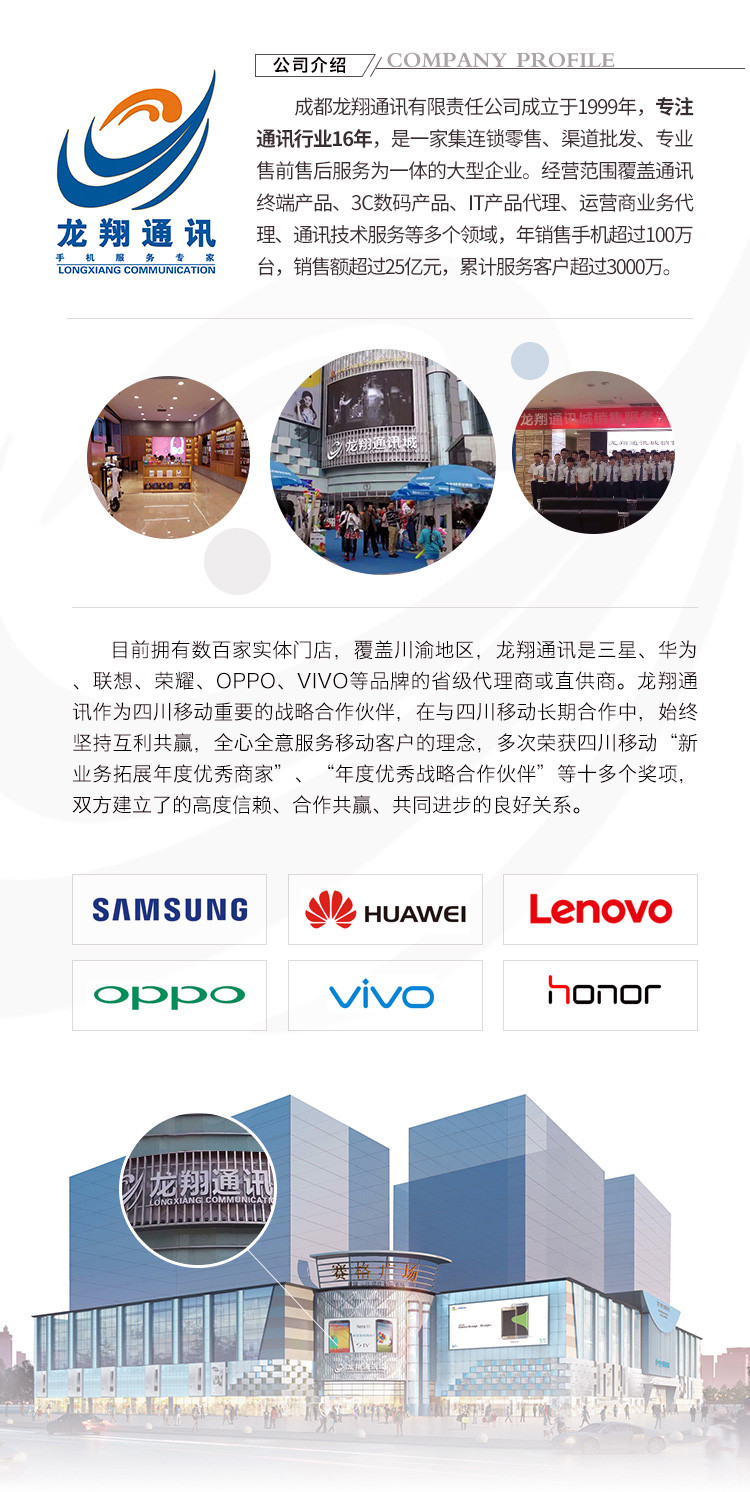 公司介绍
COMPANY PROFILE
成都龙翔通讯有限责任公司成立于1999年，专注
通讯行业16年，是一家集连锁零售、渠道批发、专业
售前售后服务为一体的大型企业。经营范围覆盖通讯
终端产品、3C数码产品、IT产品代理、运营商业务代
理、通讯技术服务等多个领域，年销售手机超过100万
台，销售额超过25亿元，累计服务客户超过3000万。
龙翔通讯
手机服务专家
LONGXIANG COMMUNICATION
龙翔通讯城
龙翔通讯城销售服务
龙翔通讯城销
目前拥有数百家实体门店，覆盖川渝地区，龙翔通讯是三星、华为
、联想、荣耀、OPPO、VIVO等品牌的省级代理商或直供商。龙翔通
讯作为四川移动重要的战略合作伙伴，在与四川移动长期合作中，始终
坚持互利共赢，全心全意服务移动客户的理念，多次荣获四川移动“新
业务拓展年度优秀商家”、“年度优秀战略合作伙伴”等十多个奖项，
双方建立了的高度信赖、合作共赢、共同进步的良好关系。
SAMSUNG
HUAWEI
Lenovo
oppo
vivo
honor
龙翔通讯
LONGXIANG COMMUNICAT
赛格广场